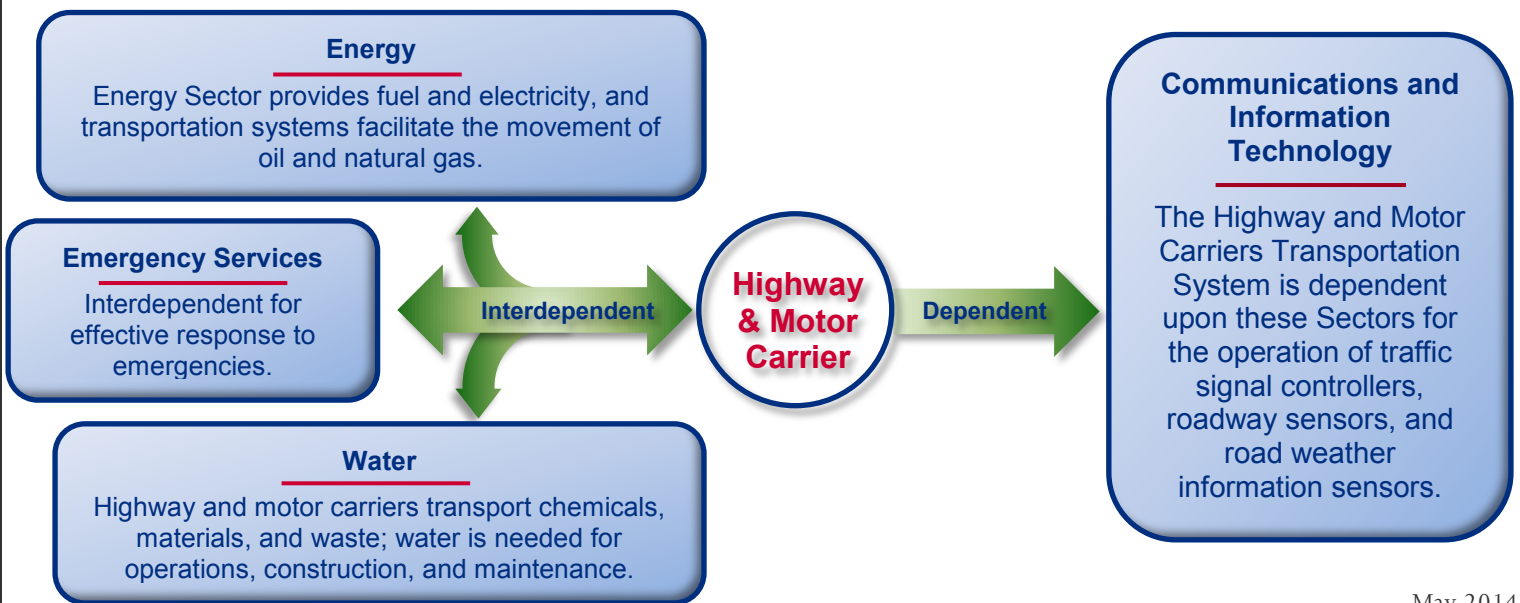 Energy
Energy Sector provides fuel and electricity, and
transportation systems facilitate the movement of
oil and natural gas.
Emergency Services
Interdependent for
effective response to
emergencies.
Interdependent
Water
Highway and motor carriers transport chemicals,
materials, and waste; water is needed for
operations, construction, and maintenance.
Highway
& Motor
Carrier
Dependent
Communications and
Information
Technology
The Highway and Motor
Carriers Transportation
System is dependent
upon these Sectors for
the operation of traffic
signal controllers,
roadway sensors, and
road weather
information sensors.
May 2014